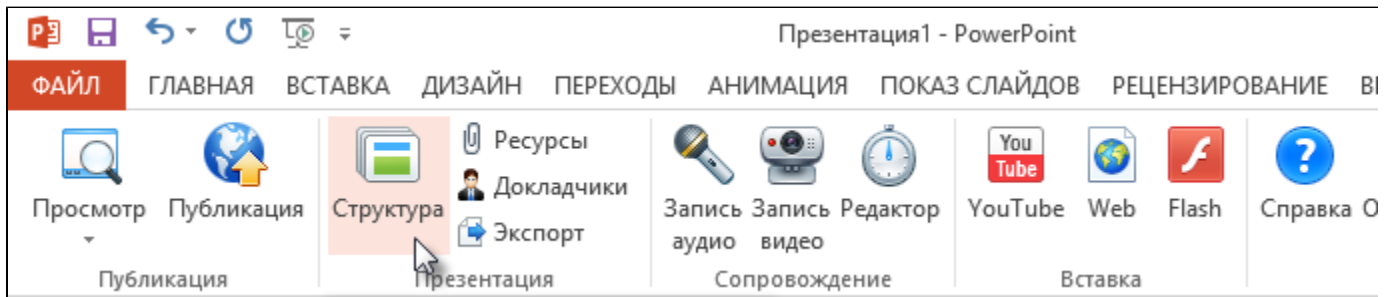 Презентация1 - PowerPoint
ФАЙЛ ГЛАВНАЯ ВСТАВКА ДИЗАЙН ПЕРЕХОДЫ АНИМАЦИЯ ПОКАЗ СЛАЙДОВ РЕЦЕНЗИРОВАНИЕ
Просмотр
Публикация
Публикация
Структура
Ресурсы
Докладчики
Экспорт
Презентация
Запись
аудио
Запись
видео
Редактор
Сопровождение
You
Tube
YouTube
Web
Flash
Вставка
Справка